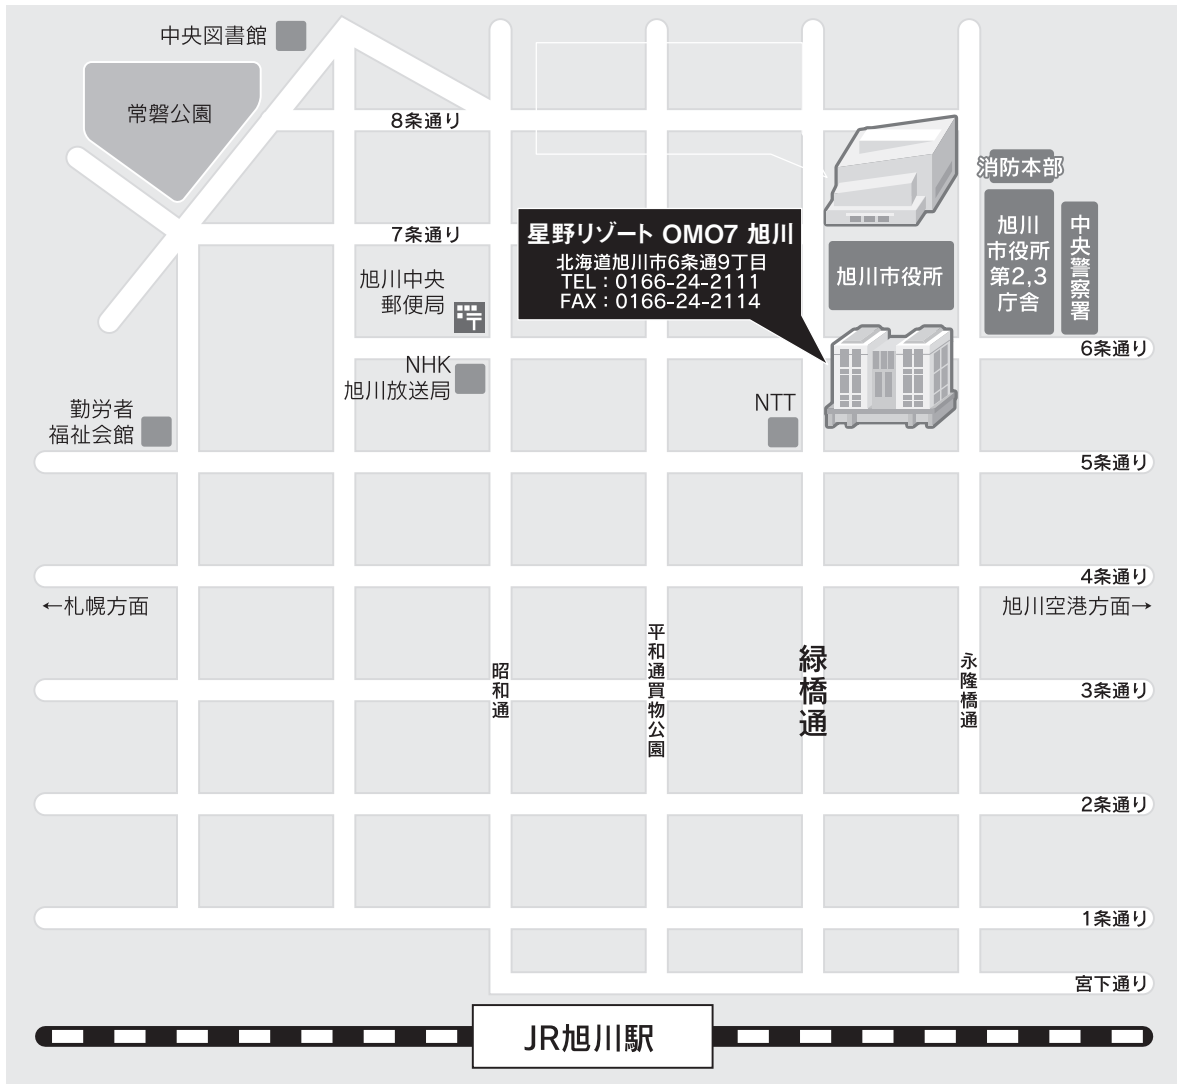 中央図書館
常磐公園
8条通り
消防本部
旭川
市役所
第2,3
庁舎
中央警察署
7条通り
星野リゾート OMO7 旭川
北海道旭川市6条通9丁目
TEL：0166-24-2111
FAX：0166-24-2114
旭川市役所
旭川中央
郵便局
6条通り
NHK
旭川放送局
NTT
勤労者
福祉会館
5条通り
4条通り
←札幌方面
旭川空港方面→
昭和通
平和通買物公園
緑橋通
永隆橋通
3条通り
2条通り
1条通り
宮下通り
JR旭川駅